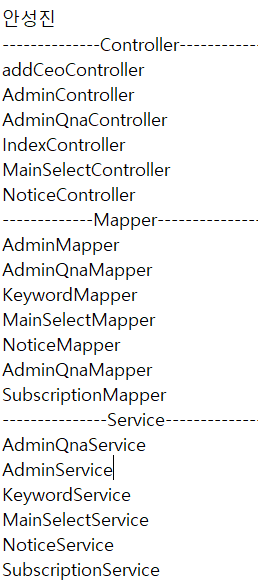 안성진
--------------Controller------------
addCeoController
AdminController
AdminQnaController
IndexController
MainSelectController
NoticeController
-------------Mapper---------------
AdminMapper
AdminQnaMapper
KeywordMapper
MainSelectMapper
NoticeMapper
AdminQnaMapper
SubscriptionMapper
---------------Service--------------
AdminQnaService
AdminService
KeywordService
MainSelectService
NoticeService
SubscriptionService